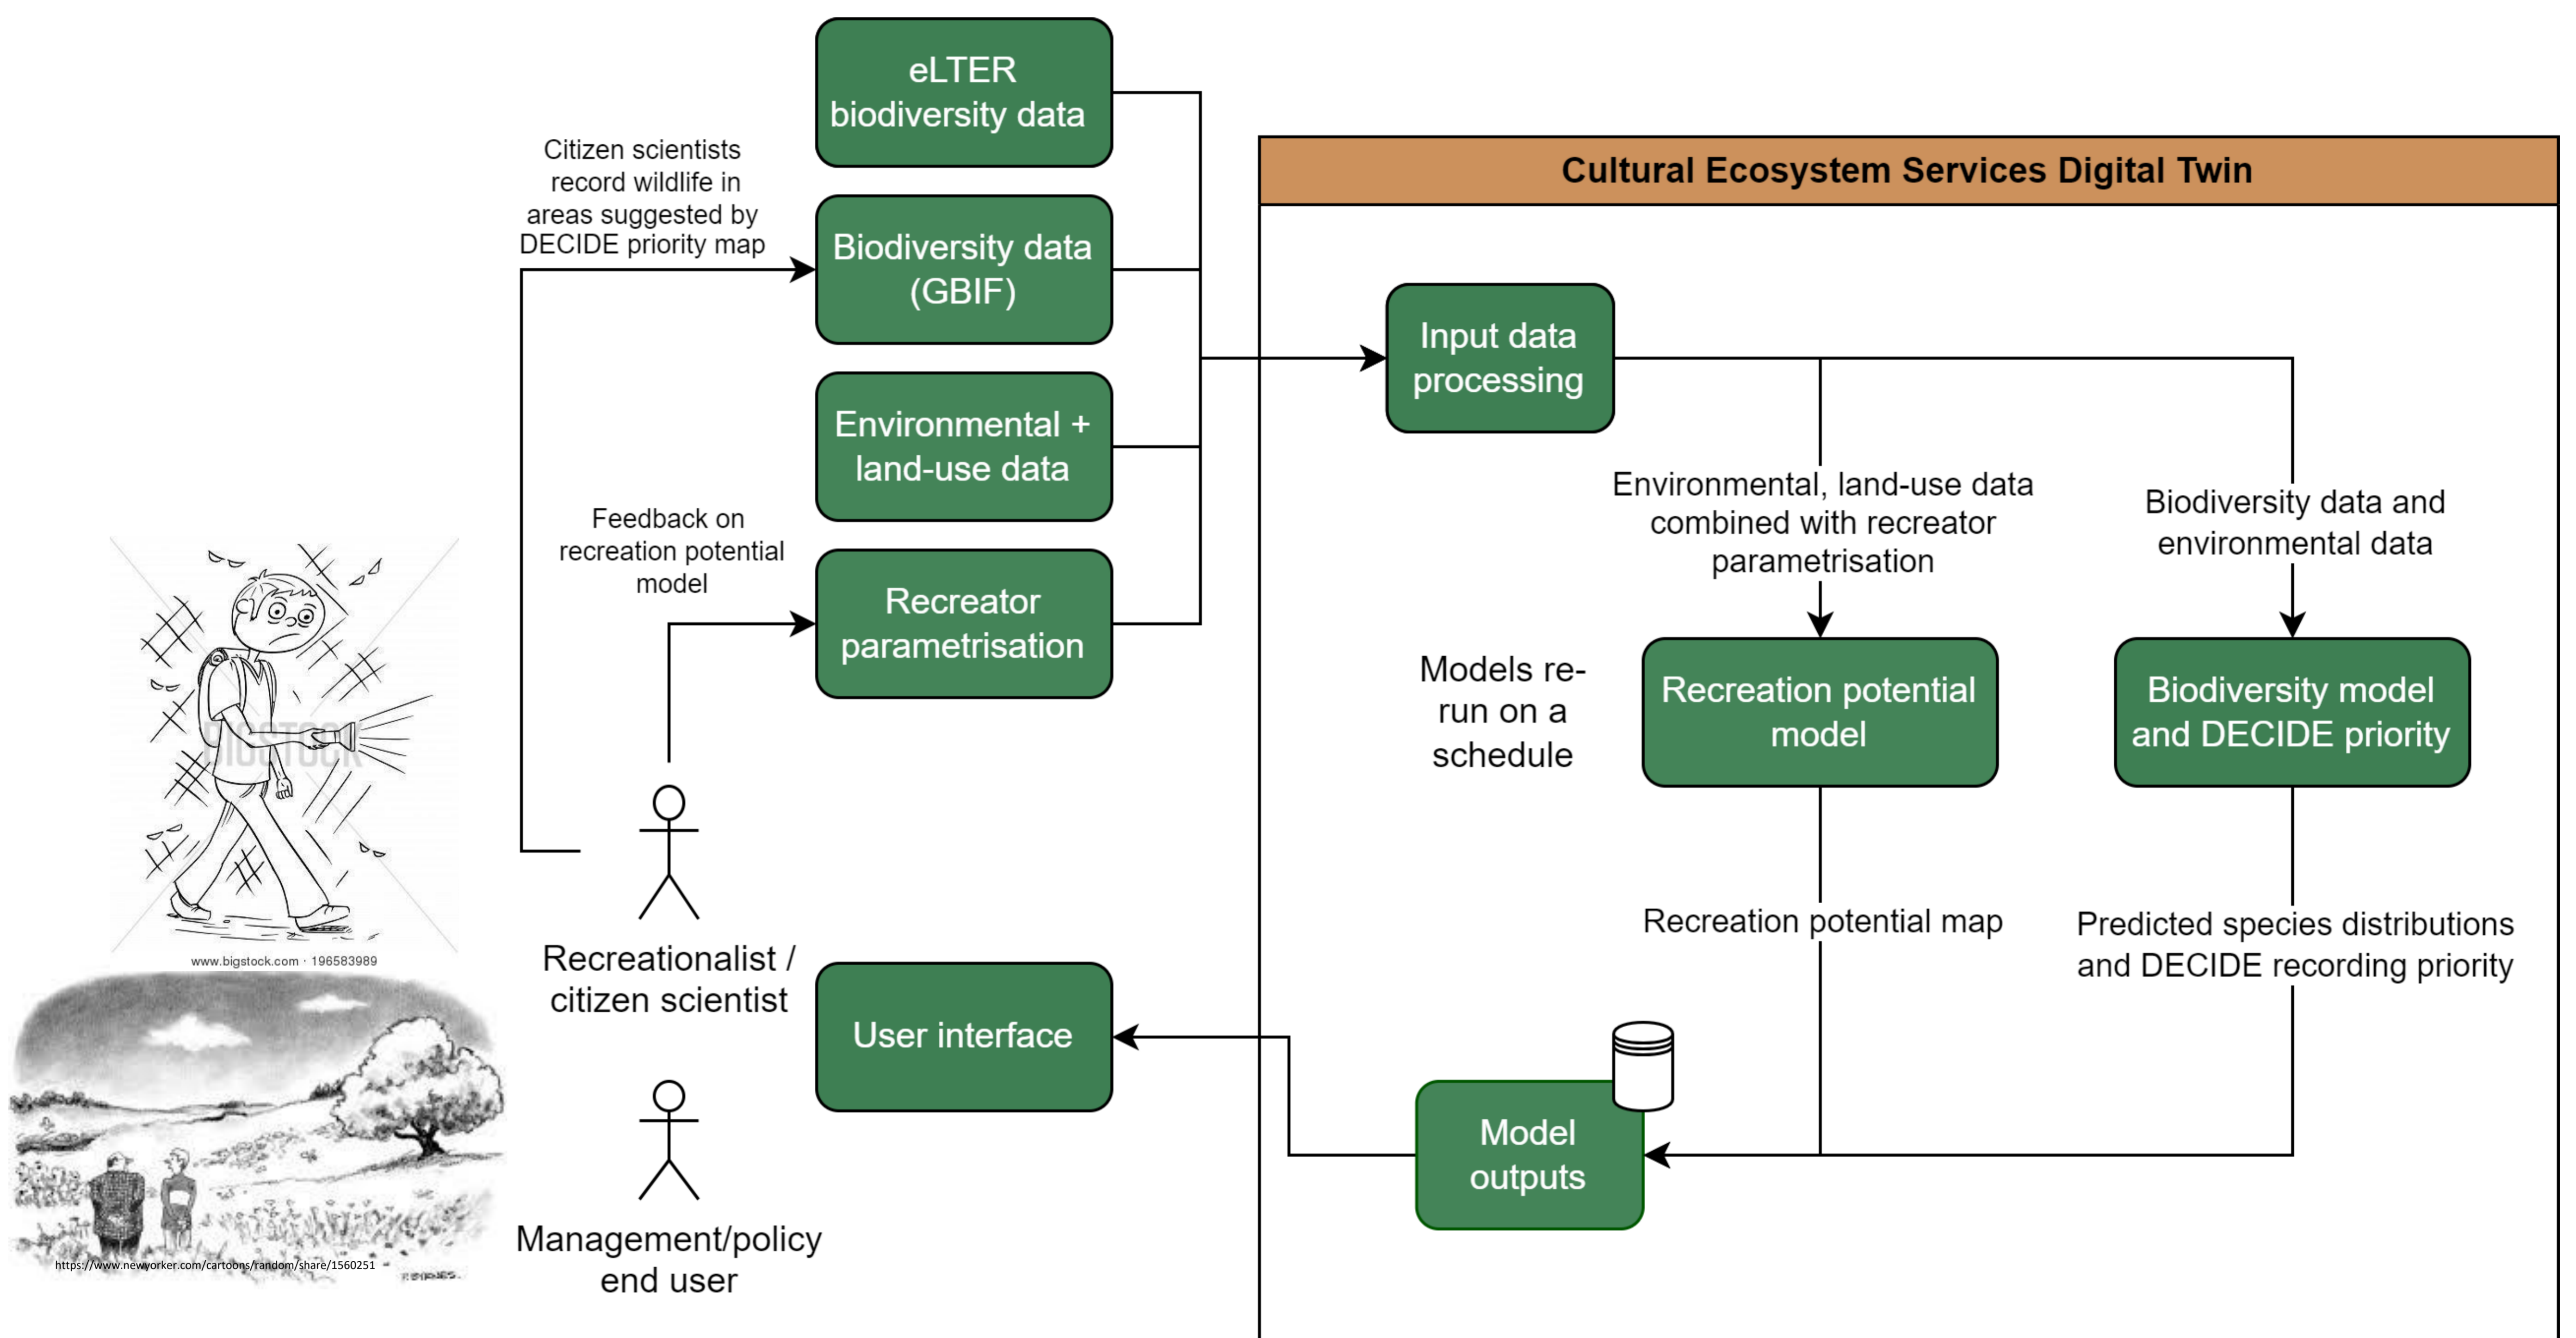 eLTER
biodiversity data
Citizen scientists
record wildlife in
areas suggested by
DECIDE priority map
Biodiversity data
(GBIF)
Environmental +
land-use data
Feedback on
recreation potential
model
Recreator
parametrisation
Cultural Ecosystem Services Digital Twin
Input data
processing
Environmental, land-use data
combined with recreator
parametrisation
Biodiversity data and
environmental data
Models re-
run on a
schedule
Recreation potential
model
Biodiversity model
and DECIDE priority
Recreation potential map
Predicted species distributions
and DECIDE recording priority
Model
outputs
User interface
Recreationalist /
citizen scientist
Management/policy
end user
BIGSTOCK
www.bigstock.com · 196583989
https://www.newyorker.com/cartoons/random/share/1560251
P. BYRNES.